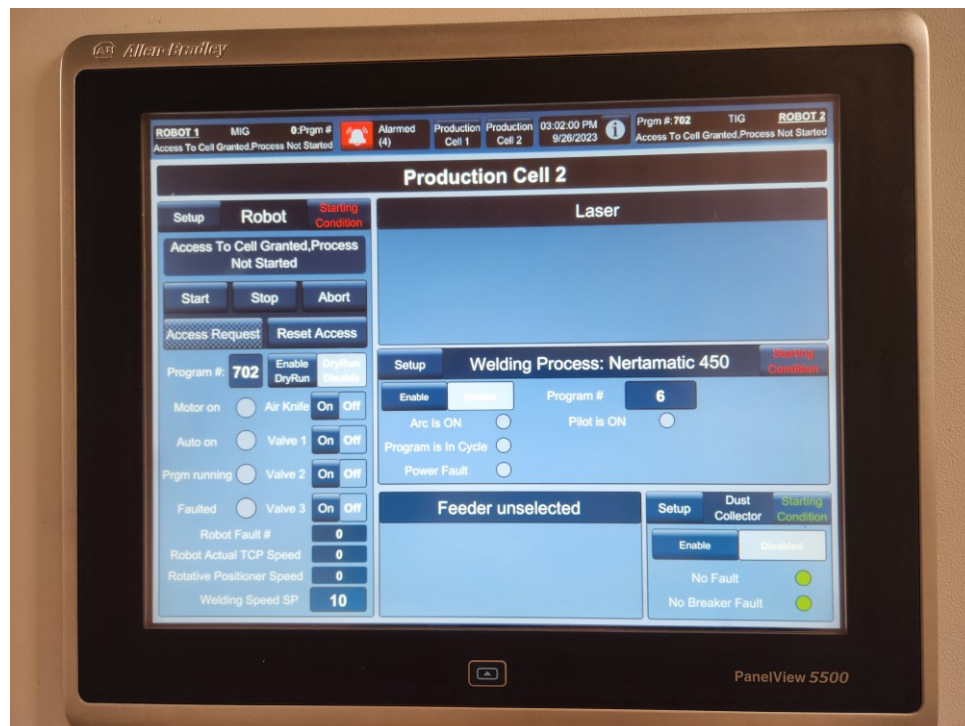 Allen-Bradley
ROBOT 1 MIG 0:Prgm #
Access To Cell Granted,Process Not Started
Alarmed
(4)
Production
Cell 1
Production
Cell 2
03:02:00 PM
9/26/2023
Prgm #:702 TIG ROBOT 2
Access To Cell Granted,Process Not Started
Production Cell 2
Setup Robot Starting
Condition
Access To Cell Granted,Process
Not Started
Start Stop Abort
Access Request Reset Access
Program #: 702 Enable
DryRun
DryRun
Disable
Motor on Air Knife On Off
Auto on Valve 1 On Off
Prgm running Valve 2 On Off
Faulted Valve 3 On Off
Robot Fault # 0
Robot Actual TCP Speed 0
Rotative Positioner Speed 0
Welding Speed SP 10
Laser
Setup Welding Process: Nertamatic 450 Starting
Condition
Enable Program # 6
Arc Is ON Pilot is ON
Program is In Cycle
Power Fault
Feeder unselected
Setup Dust
Collector
Starting
Condition
Enable Disabled
No Fault
No Breaker Fault
PanelView 5500